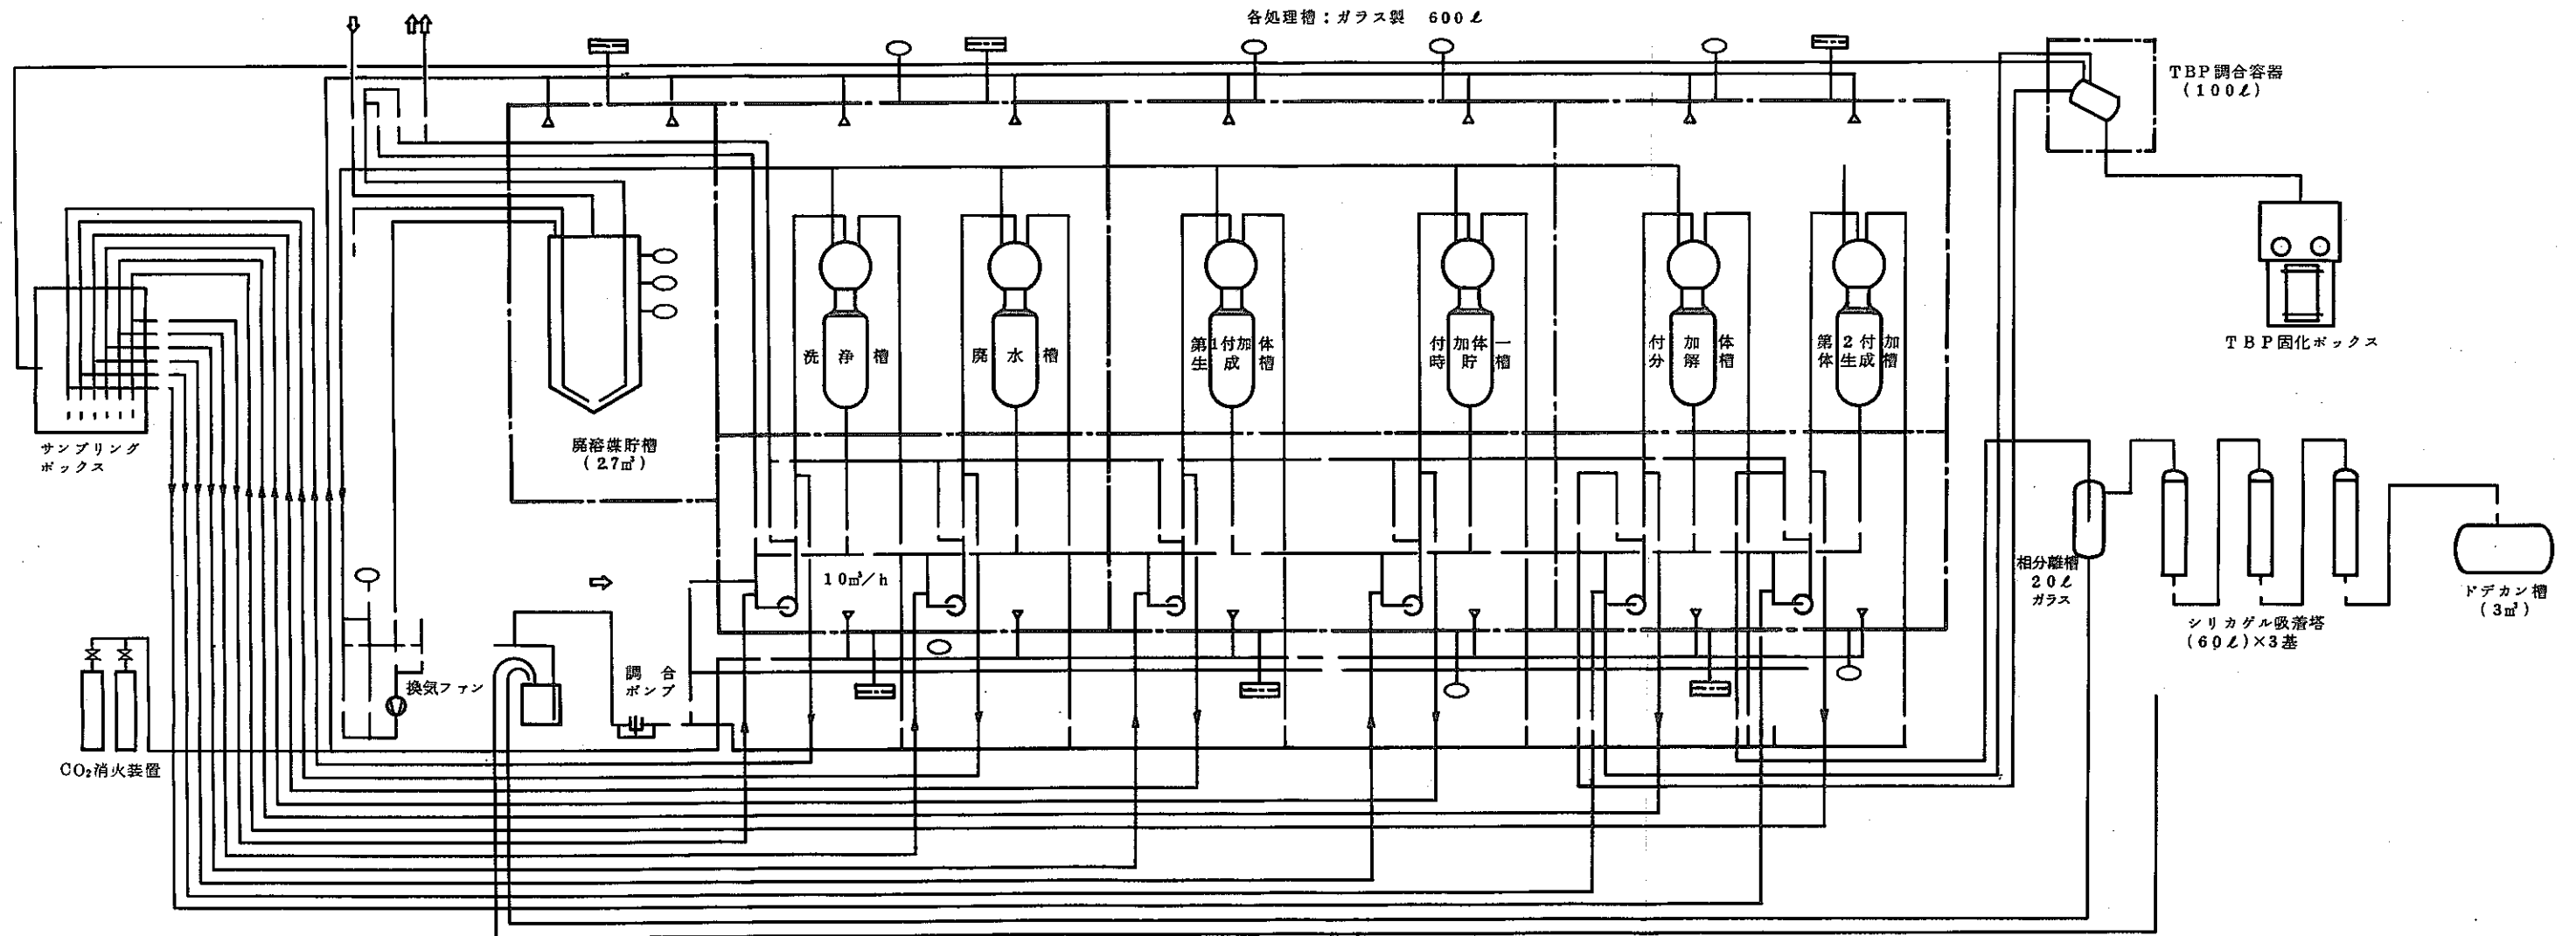 各処理槽：ガラス製 600ℓ
TBP調合容器
(100ℓ)
TBP固化ボックス
サンプリング
ボックス
廃溶媒貯槽
(2.7m³)
洗浄槽
廃水槽
第1付加体
生成槽
付加体一
時貯槽
付加体
分解槽
第2付加
体生成槽
10m³/h
相分離槽
20ℓ
ガラス
シリカゲル吸着塔
(60ℓ)×3基
ドデカン槽
(3m³)
換気ファン
調合
ポンプ
CO₂消火装置